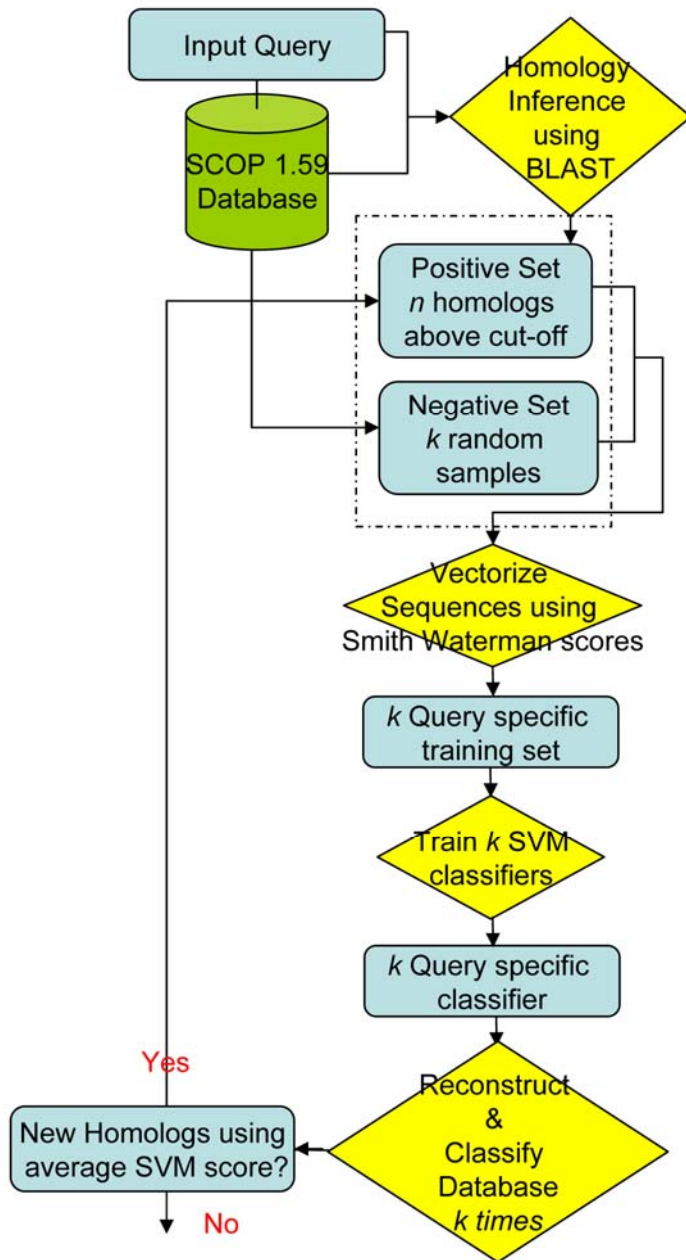 Input Query
SCOP 1.59
Database
Homology
Inference
using
BLAST
Positive Set
n homologs
above cut-off
Negative Set
k random
samples
Vectorize
Sequences using
Smith Waterman scores
k Query specific
training set
Train k SVM
classifiers
k Query specific
classifier
Reconstruct
&
Classify
Database
k times
Yes
New Homologs using
average SVM score?
No